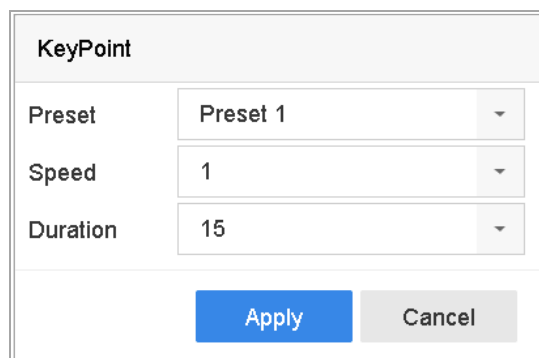 KeyPoint
Preset Preset 1
Speed 1
Duration 15
Apply Cancel